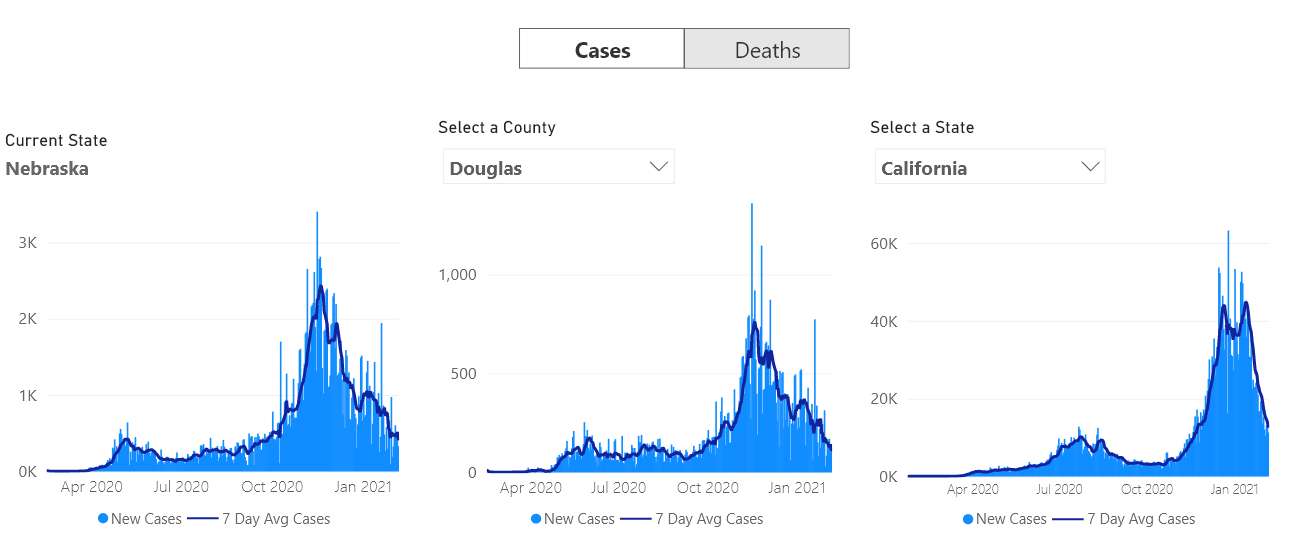 Cases Deaths
Current State
Nebraska
3K
2K
1K
0K
Apr 2020 Jul 2020 Oct 2020 Jan 2021
New Cases 7 Day Avg Cases
Select a County
Douglas
1,000
500
0
Apr 2020 Jul 2020 Oct 2020 Jan 2021
New Cases 7 Day Avg Cases
Select a State
California
60K
40K
20K
0K
Apr 2020 Jul 2020 Oct 2020 Jan 2021
New Cases 7 Day Avg Cases